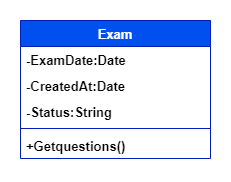 Exam
-ExamDate:Date
-CreatedAt:Date
-Status:String
+Getquestions()